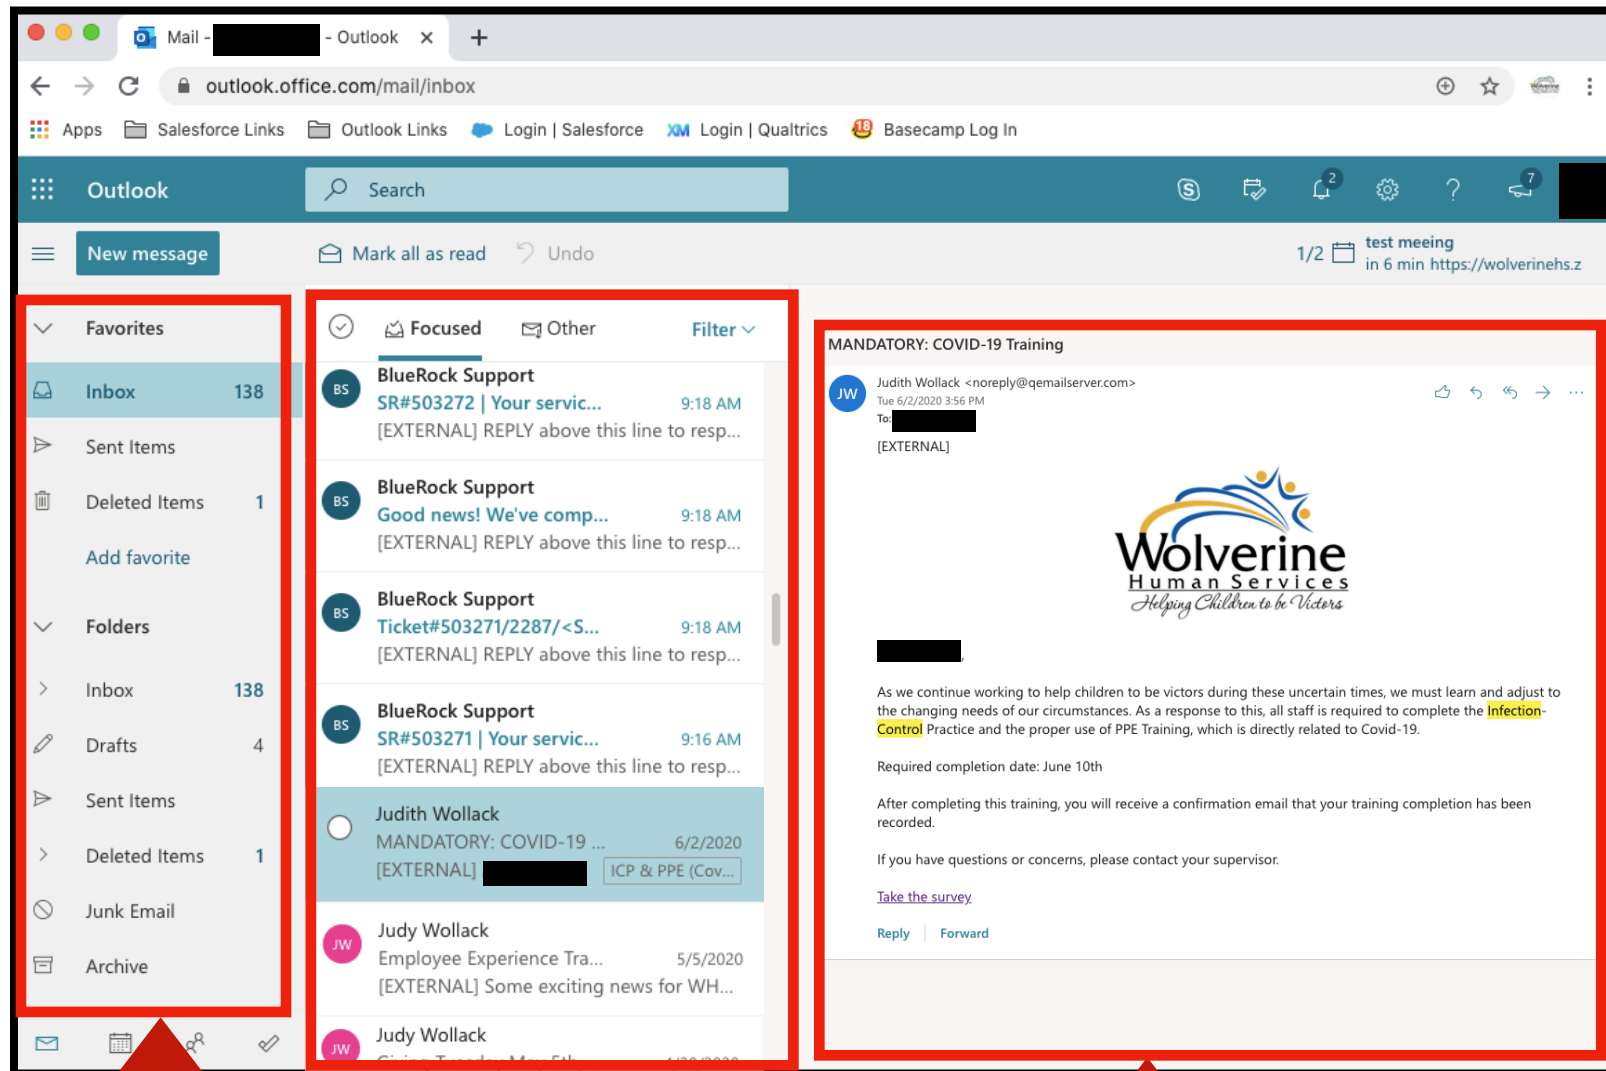 Mail -
- Outlook
outlook.office.com/mail/inbox
Apps
Salesforce Links
Outlook Links
Login | Salesforce
XM Login | Qualtrics
18 Basecamp Log In
Outlook
Search
2
7
New message
Mark all as read
Undo
1/2
test meeing
in 6 min https://wolverinehs.z
Favorites
Inbox 138
Sent Items
Deleted Items 1
Add favorite
Folders
Inbox 138
Drafts 4
Sent Items
Deleted Items 1
Junk Email
Archive
Focused
Other
Filter
BS
BlueRock Support
SR#503272 | Your servic... 9:18 AM
[EXTERNAL] REPLY above this line to resp...
BS
BlueRock Support
Good news! We've comp... 9:18 AM
[EXTERNAL] REPLY above this line to resp...
BS
BlueRock Support
Ticket#503271/2287/<S... 9:18 AM
[EXTERNAL] REPLY above this line to resp...
BS
BlueRock Support
SR#503271 | Your servic... 9:16 AM
[EXTERNAL] REPLY above this line to resp...
Judith Wollack
MANDATORY: COVID-19 ... 6/2/2020
[EXTERNAL]
ICP & PPE (Cov...
JW
Judy Wollack
Employee Experience Tra... 5/5/2020
[EXTERNAL] Some exciting news for WH...
JW
Judy Wollack
MANDATORY: COVID-19 Training
JW
Judith Wollack <noreply@qemailserver.com>
Tue 6/2/2020 3:56 PM
To:
[EXTERNAL]
Wolverine
Human Services
Helping Children to be Victors
,
As we continue working to help children to be victors during these uncertain times, we must learn and adjust to
the changing needs of our circumstances. As a response to this, all staff is required to complete the Infection-
Control Practice and the proper use of PPE Training, which is directly related to Covid-19.
Required completion date: June 10th
After completing this training, you will receive a confirmation email that your training completion has been
recorded.
If you have questions or concerns, please contact your supervisor.
Take the survey
Reply
Forward